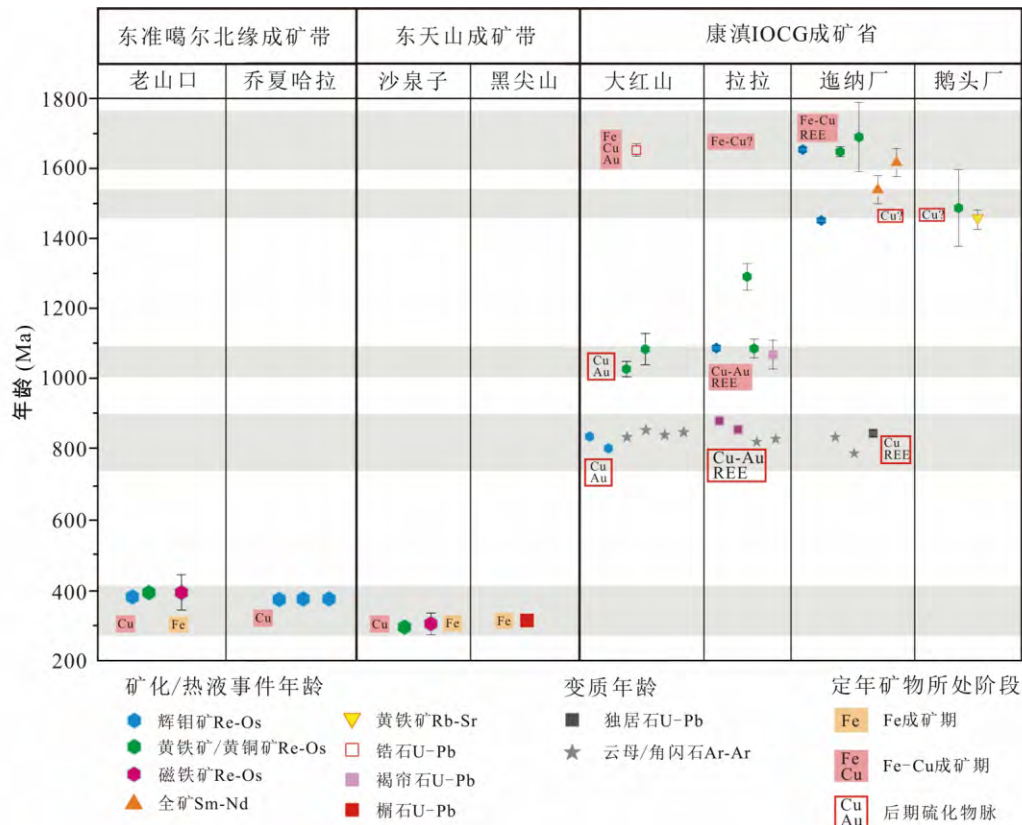 东准噶尔北缘成矿带 东天山成矿带 康滇IOCG成矿省
老山口 乔夏哈拉 沙泉子 黑尖山 大红山 拉拉 迤纳厂 鹅头厂
年龄(Ma)
1800
1600
1400
1200
1000
800
600
400
200
Cu
Fe
Cu
Cu
Fe
Fe
Fe
Cu
Au
Cu
Au
Cu
Au
Fe-Cu?
Cu-Au
REE
Cu-Au
REE
Fe-Cu
REE
Cu?
Cu
REE
Cu?
矿化/热液事件年龄
辉钼矿Re-Os
黄铁矿/黄铜矿Re-Os
磁铁矿Re-Os
全矿Sm-Nd
黄铁矿Rb-Sr
锆石U-Pb
褐帘石U-Pb
榍石U-Pb
变质年龄
独居石U-Pb
云母/角闪石Ar-Ar
定年矿物所处阶段
Fe Fe成矿期
Fe
Cu Fe-Cu成矿期
Cu
Au 后期硫化物脉